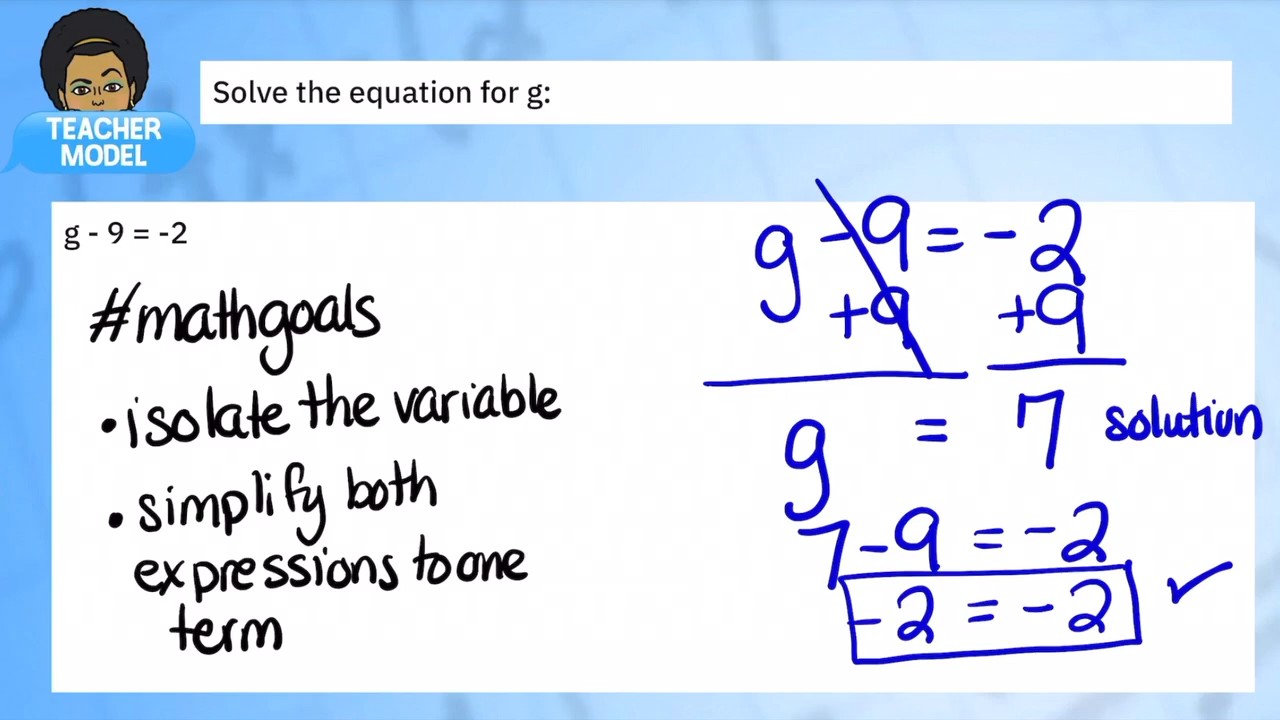 TEACHER
MODEL
Solve the equation for g:
g - 9 = -2
#mathgoals
• isolate the variable
• simplify both
expressions to one
term
g - 9 = - 2
+9 +9
g = 7 solution
7 - 9 = - 2
- 2 = - 2 ✓